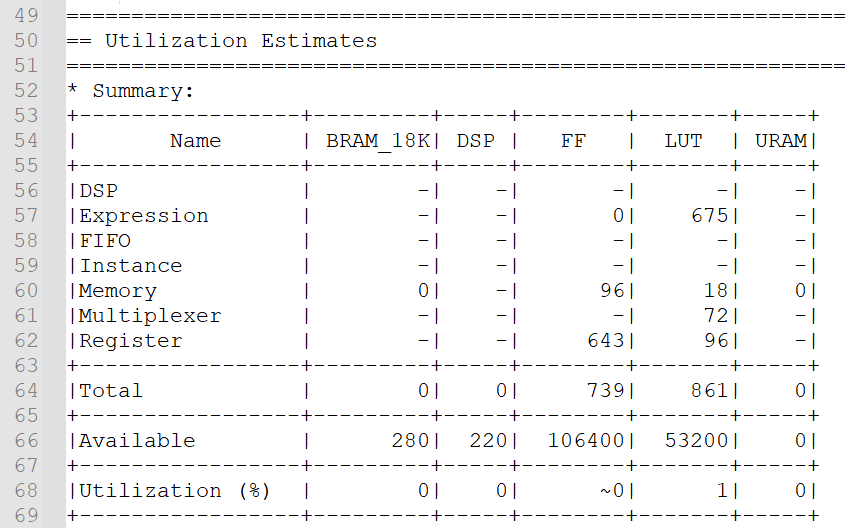 49 ================================================================
50 == Utilization Estimates
51 ================================================================
52 * Summary:
53 +-----------------+---------+-----+--------+-------+-----+
54 |       Name      | BRAM_18K| DSP |   FF   |  LUT  | URAM|
55 +-----------------+---------+-----+--------+-------+-----+
56 |DSP              |        -|    -|       -|      -|    -|
57 |Expression       |        -|    -|       0|    675|    -|
58 |FIFO             |        -|    -|       -|      -|    -|
59 |Instance         |        -|    -|       -|      -|    -|
60 |Memory           |        0|    -|      96|     18|    0|
61 |Multiplexer      |        -|    -|       -|     72|    -|
62 |Register         |        -|    -|     643|     96|    -|
63 +-----------------+---------+-----+--------+-------+-----+
64 |Total            |        0|    0|     739|    861|    0|
65 +-----------------+---------+-----+--------+-------+-----+
66 |Available        |      280|  220|  106400|  53200|    0|
67 +-----------------+---------+-----+--------+-------+-----+
68 |Utilization (%)  |        0|    0|      ~0|      1|    0|
69 +-----------------+---------+-----+--------+-------+-----+